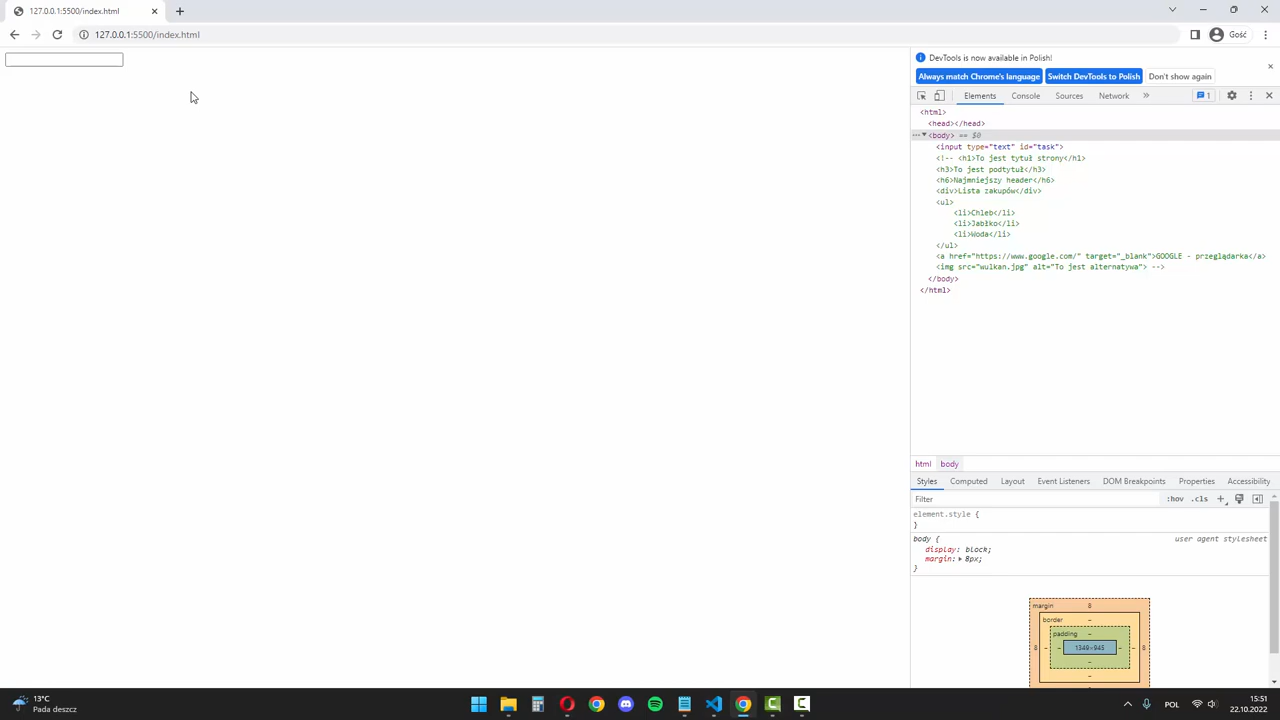 127.0.0.1:5500/index.html
127.0.0.1:5500/index.html
Gość
DevTools is now available in Polish!
Always match Chrome's language Switch DevTools to Polish Don't show again
Elements Console Sources Network » 1
<html>
<head></head>
<body> == $0
<input type="text" id="task">
<!-- <h1>To jest tytuł strony</h1>
<h3>To jest podtytuł</h3>
<h6>Najmniejszy header</h6>
<div>Lista zakupów</div>
<ul>
<li>Chleb</li>
<li>Jabłko</li>
<li>Woda</li>
</ul>
<a href="https://www.google.com/" target="_blank">GOOGLE - przeglądarka</a>
<img src="wulkan.jpg" alt="To jest alternatywa"> -->
</body>
</html>
html body
Styles Computed Layout Event Listeners DOM Breakpoints Properties Accessibility
Filter :hov .cls +
element.style {
}
body { user agent stylesheet
display: block;
margin: 8px;
}
margin 8
border -
padding -
8 - - 1349×945 - - 8
-
-
13°C
Pada deszcz
POL
15:51
22.10.2022